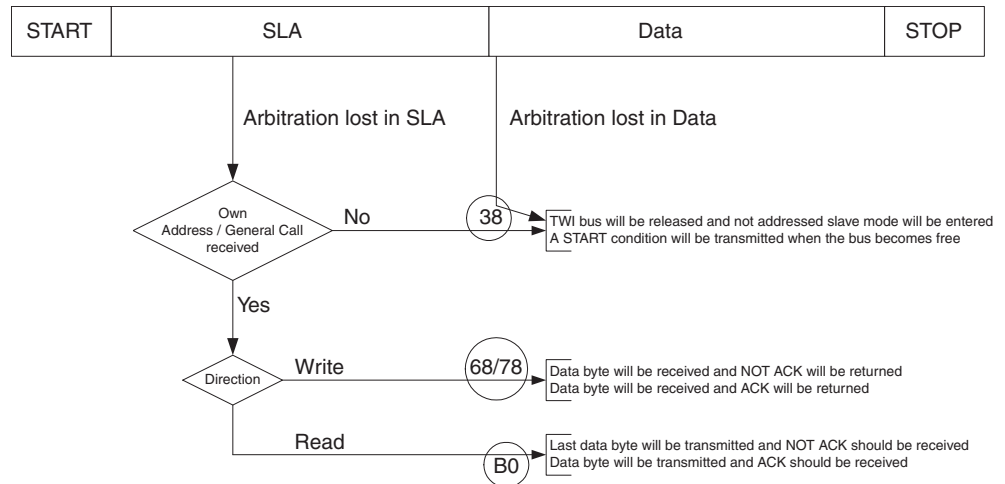 START SLA Data STOP
Arbitration lost in SLA Arbitration lost in Data
Own
Address / General Call
received
No
38
TWI bus will be released and not addressed slave mode will be entered
A START condition will be transmitted when the bus becomes free
Yes
Direction
Write
68/78
Data byte will be received and NOT ACK will be returned
Data byte will be received and ACK will be returned
Read
B0
Last data byte will be transmitted and NOT ACK should be received
Data byte will be transmitted and ACK should be received